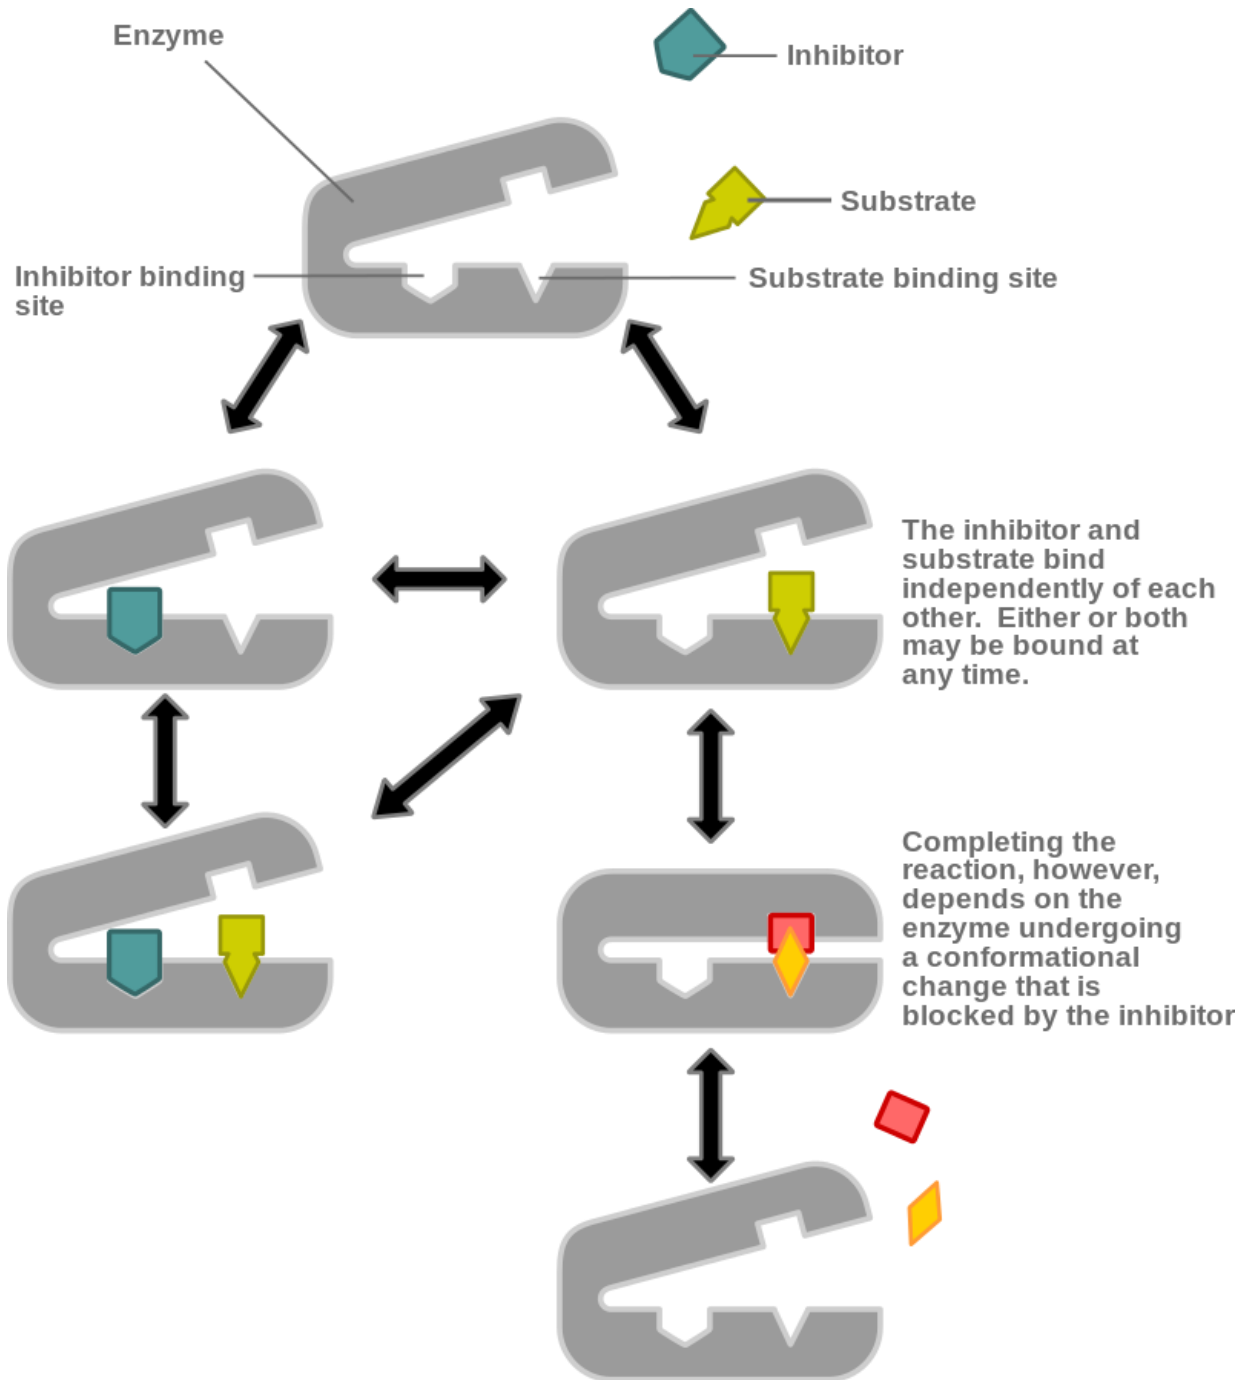 Enzyme
Inhibitor
Substrate
Inhibitor binding
site
Substrate binding site
The inhibitor and
substrate bind
independently of each
other.  Either or both
may be bound at
any time.
Completing the
reaction, however,
depends on the
enzyme undergoing
a conformational
change that is
blocked by the inhibitor